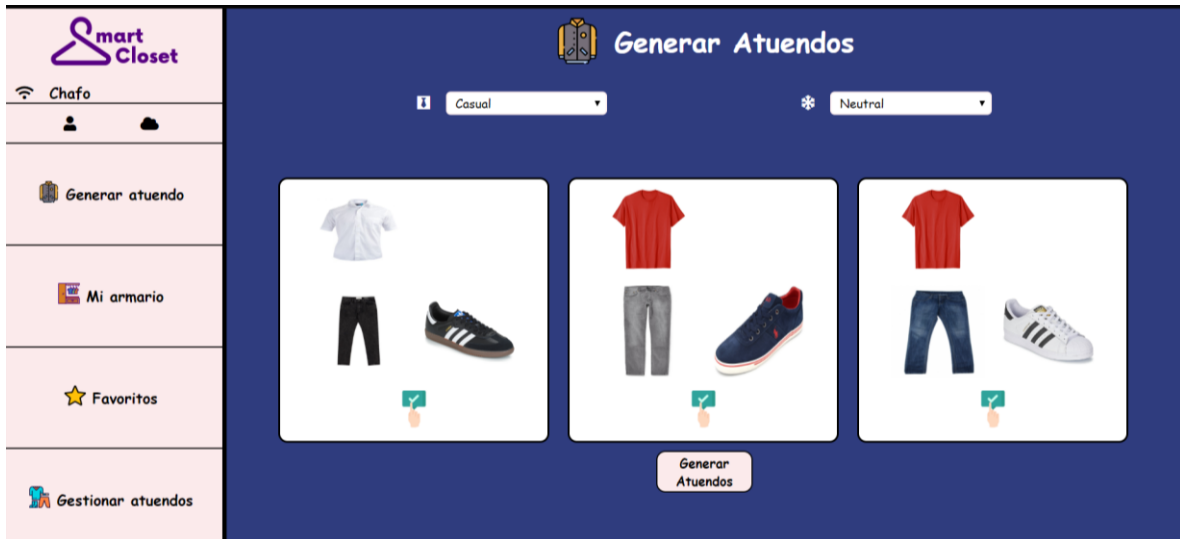 Smart
Closet
Chafo
Generar atuendo
Mi armario
Favoritos
Gestionar atuendos
Generar Atuendos
Casual
Neutral
Generar
Atuendos